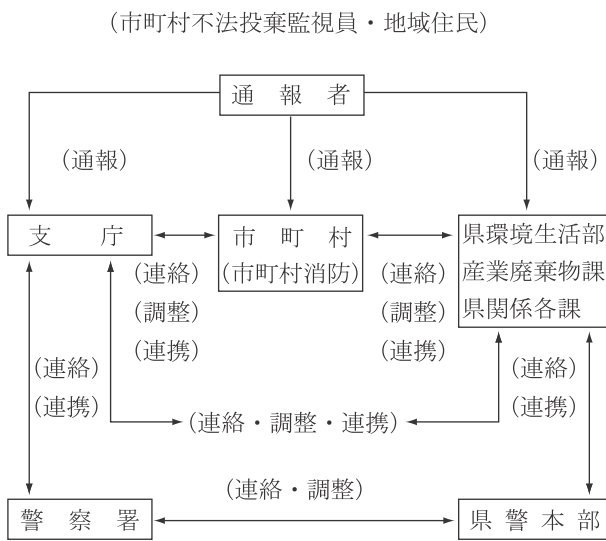 （市町村不法投棄監視員・地域住民）
通報者
（通報）
（通報）
（通報）
支庁
市町村
（市町村消防）
県環境生活部
産業廃棄物課
県関係各課
（連絡）
（調整）
（連携）
（連絡）
（調整）
（連携）
（連絡）
（連携）
（連絡）
（連携）
（連絡・調整・連携）
（連絡・調整）
警察署
県警本部